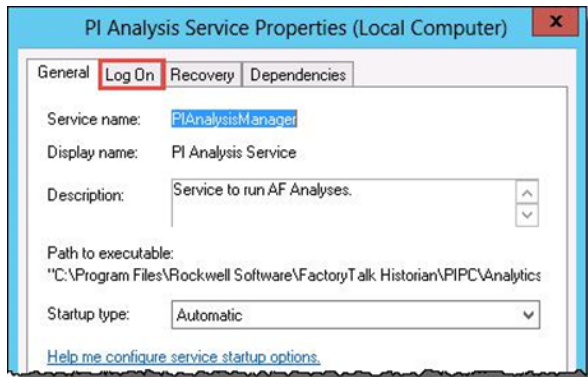 PI Analysis Service Properties (Local Computer)
x
General Log On Recovery Dependencies
Service name: PIAnalysisManager
Display name: PI Analysis Service
Description: Service to run AF Analyses.
Path to executable:
"C:\Program Files\Rockwell Software\FactoryTalk Historian\PIPC\Analytics
Startup type: Automatic
Help me configure service startup options.